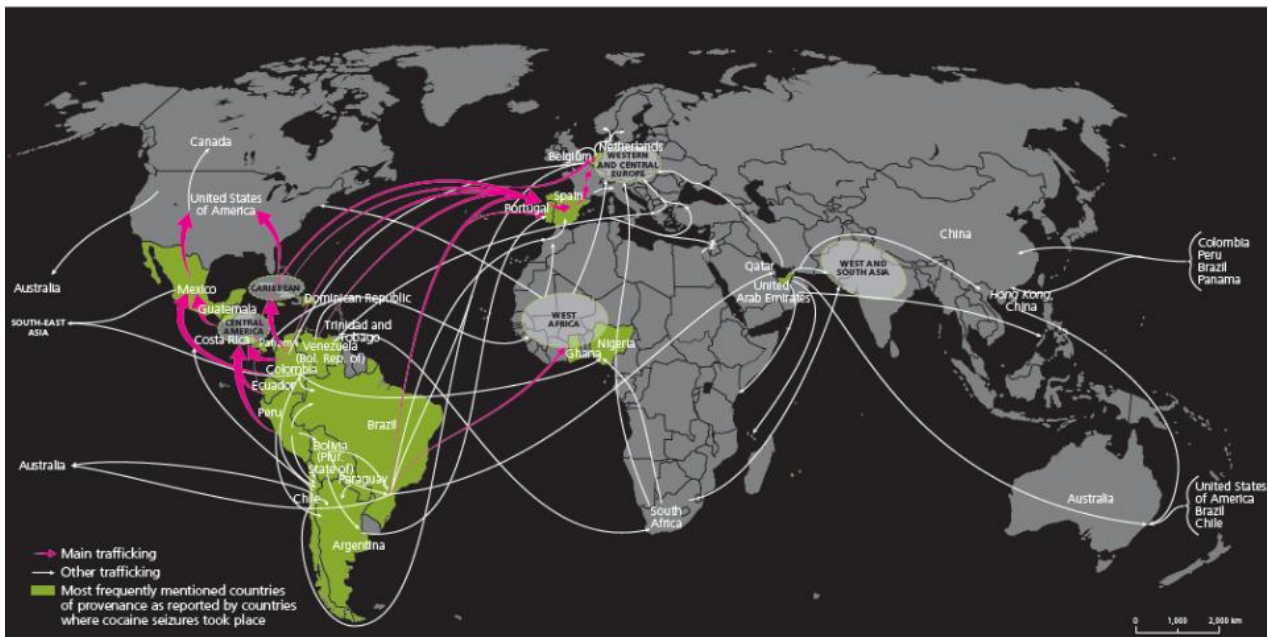 Canada
United States
of America
Australia
SOUTH-EAST
ASIA
Mexico
Guatemala
CENTRAL
AMERICA
Costa Rica
CARIBBEAN
Dominican Republic
Trinidad and
Tobago
Venezuela
(Bol. Rep. of)
Colombia
Ecuador
Peru
Brazil
Bolivia
(Plur.
State of)
Paraguay
Chile
Argentina
Australia
Belgium
Netherlands
WESTERN
AND CENTRAL
EUROPE
Spain
Portugal
WEST
AFRICA
Ghana
Nigeria
South
Africa
Qatar
United
Arab Emirates
WEST AND
SOUTH ASIA
China
Hong Kong,
China
Colombia
Peru
Brazil
Panama
Australia
United States
of America
Brazil
Chile
Main trafficking
Other trafficking
Most frequently mentioned countries
of provenance as reported by countries
where cocaine seizures took place
0 1,000 2,000 km